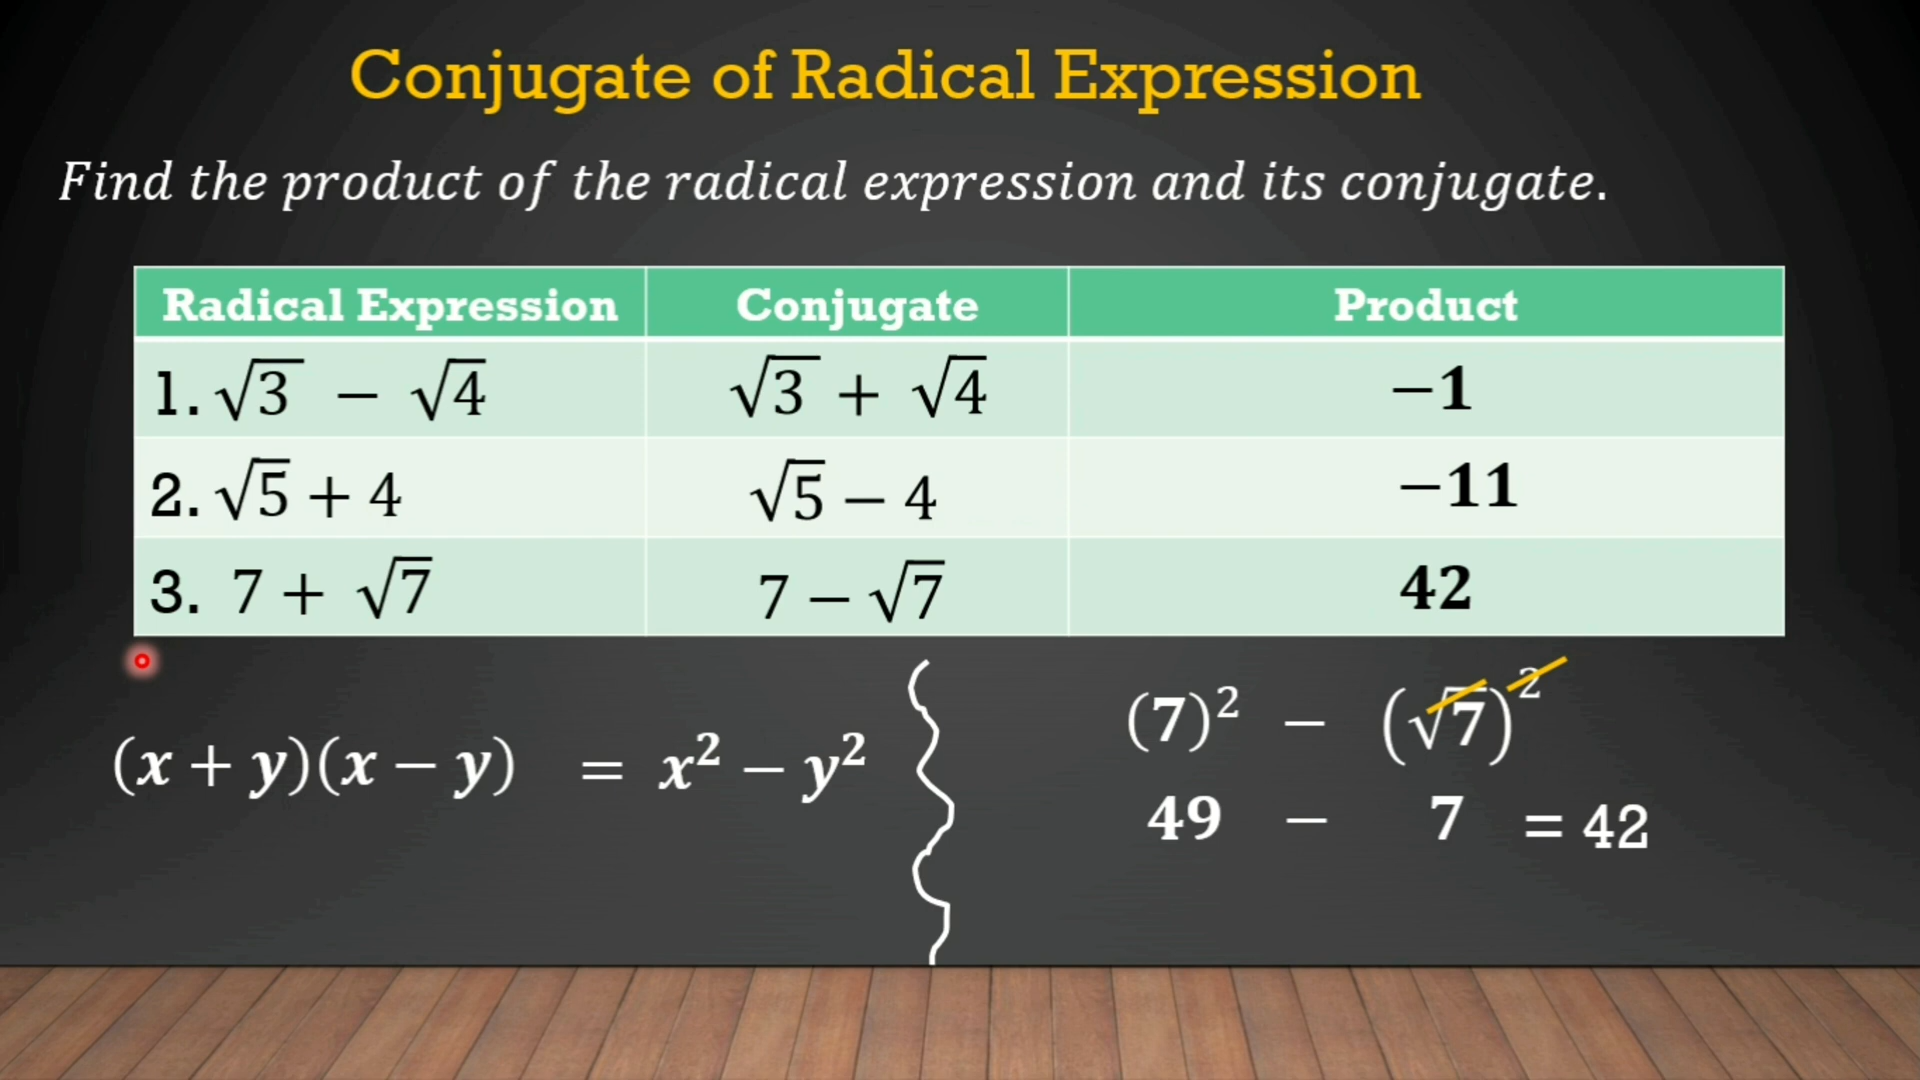 Conjugate of Radical Expression
Find the product of the radical expression and its conjugate.
Radical Expression Conjugate Product
1. √3 − √4 √3 + √4 −1
2. √5 + 4 √5 − 4 −11
3. 7 + √7 7 − √7 42
(x + y)(x − y) = x² − y²
(7)² − (√7)²
49 − 7 = 42